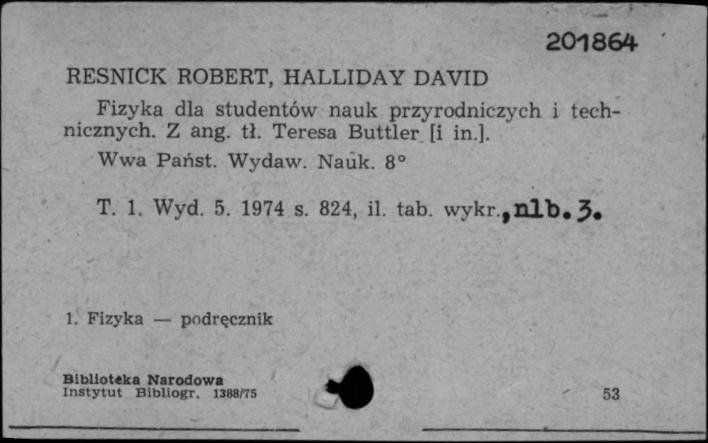 201864
RESNICK ROBERT, HALLIDAY DAVID
Fizyka dla studentów nauk przyrodniczych i tech-
nicznych. Z ang. tł. Teresa Buttler [i in.].
Wwa Państ. Wydaw. Nauk. 8°
T. 1. Wyd. 5. 1974 s. 824, il. tab. wykr., nlb. 3.
1. Fizyka — podręcznik
Biblioteka Narodowa
Instytut Bibliogr. 1388/75 53